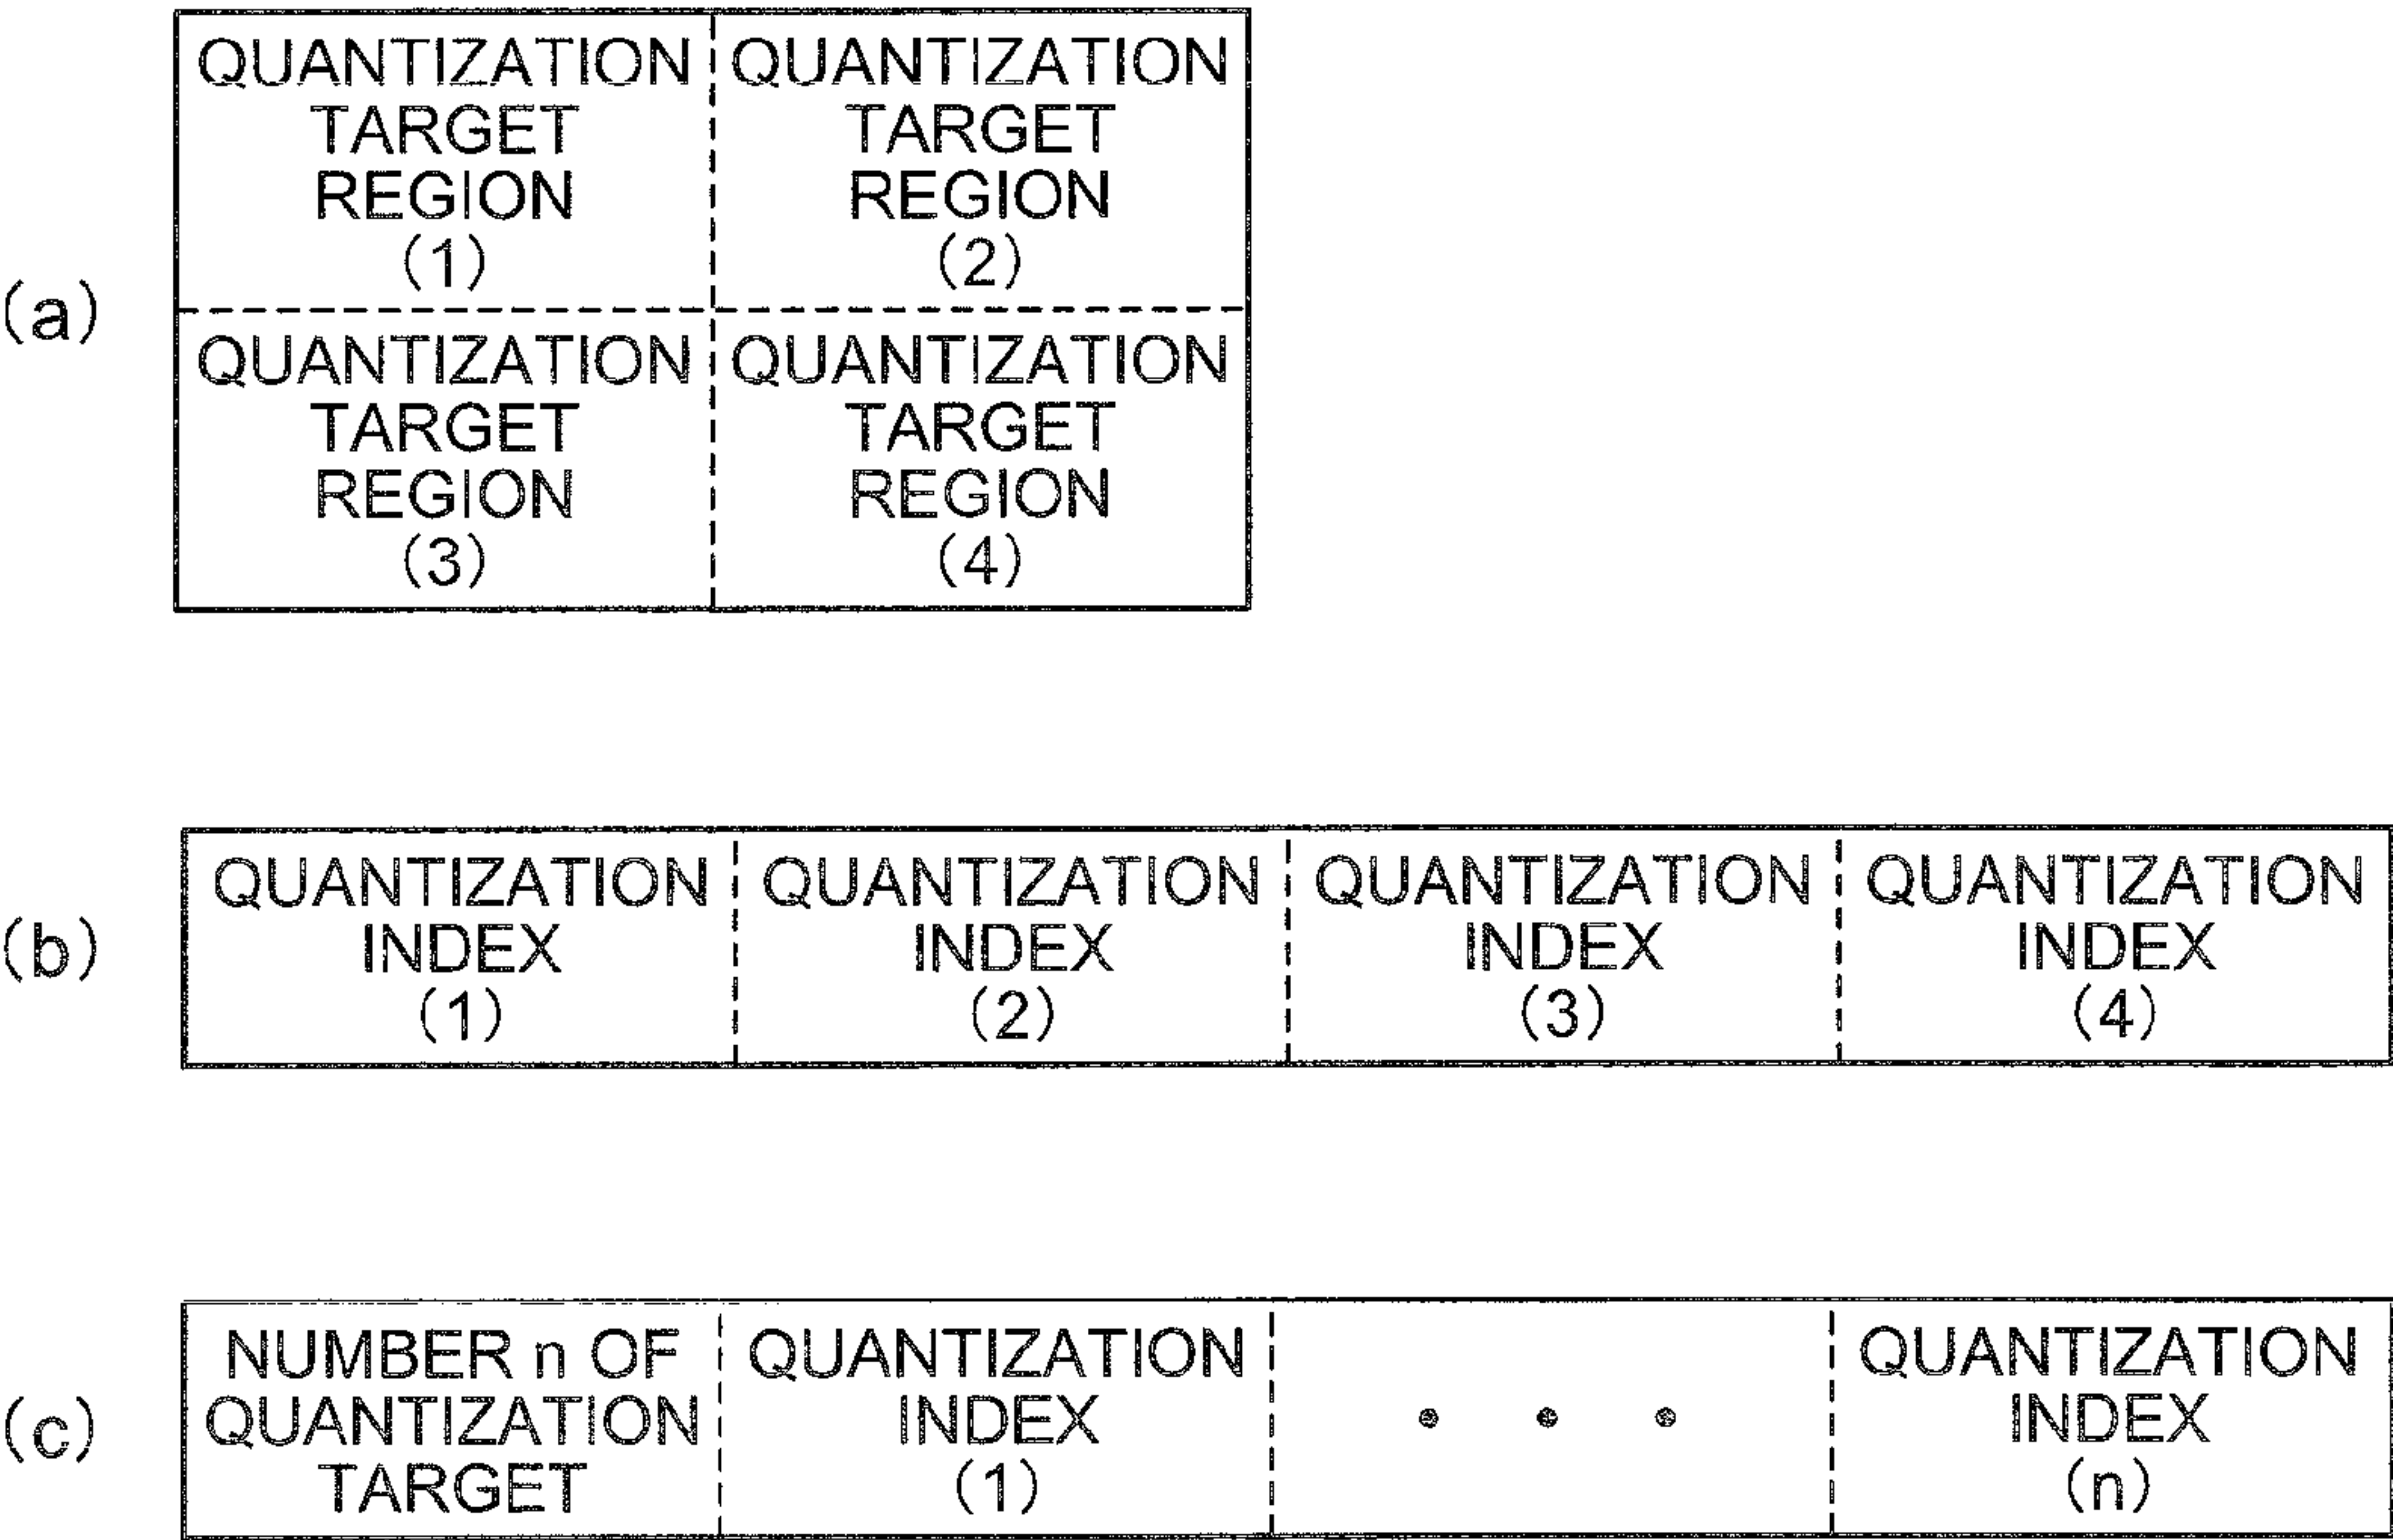 (a)
QUANTIZATION
TARGET
REGION
(1)
QUANTIZATION
TARGET
REGION
(2)
QUANTIZATION
TARGET
REGION
(3)
QUANTIZATION
TARGET
REGION
(4)
(b)
QUANTIZATION
INDEX
(1)
QUANTIZATION
INDEX
(2)
QUANTIZATION
INDEX
(3)
QUANTIZATION
INDEX
(4)
(c)
NUMBER n OF
QUANTIZATION
TARGET
QUANTIZATION
INDEX
(1)
• • •
QUANTIZATION
INDEX
(n)